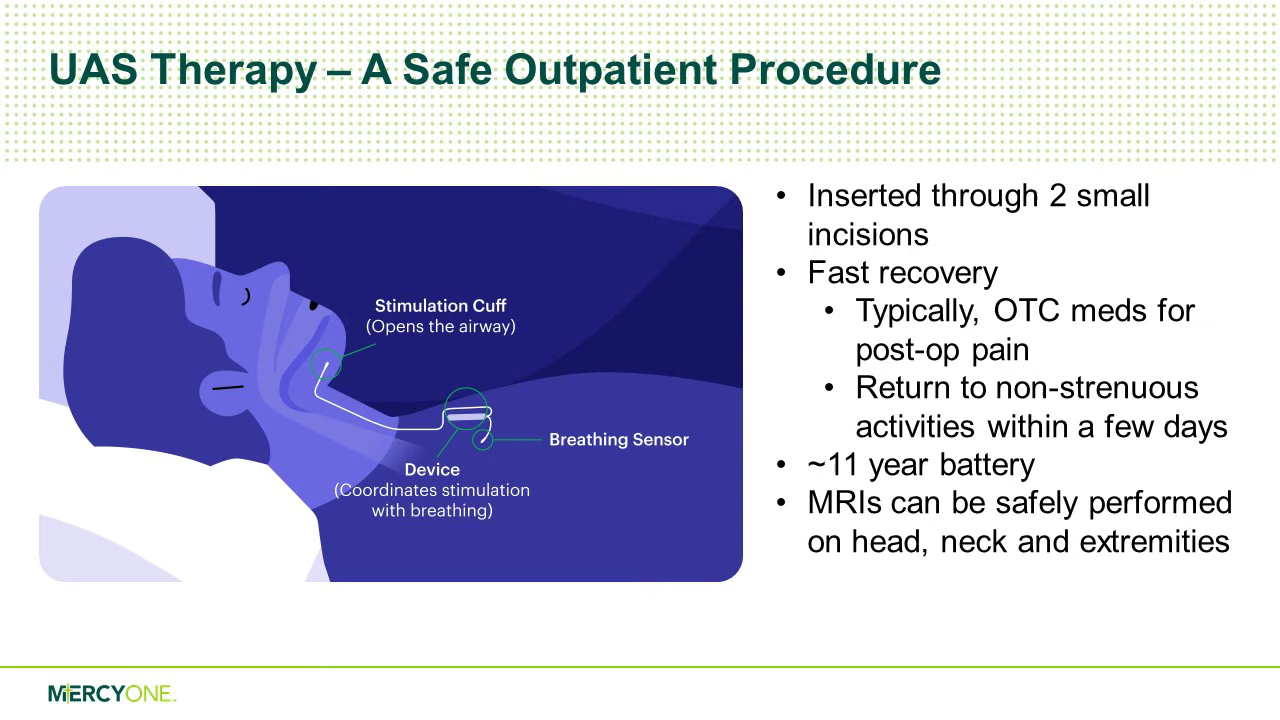 UAS Therapy – A Safe Outpatient Procedure
Stimulation Cuff
(Opens the airway)
Breathing Sensor
Device
(Coordinates stimulation
with breathing)
• Inserted through 2 small
incisions
• Fast recovery
• Typically, OTC meds for
post-op pain
• Return to non-strenuous
activities within a few days
• ~11 year battery
• MRIs can be safely performed
on head, neck and extremities
MERCYONE